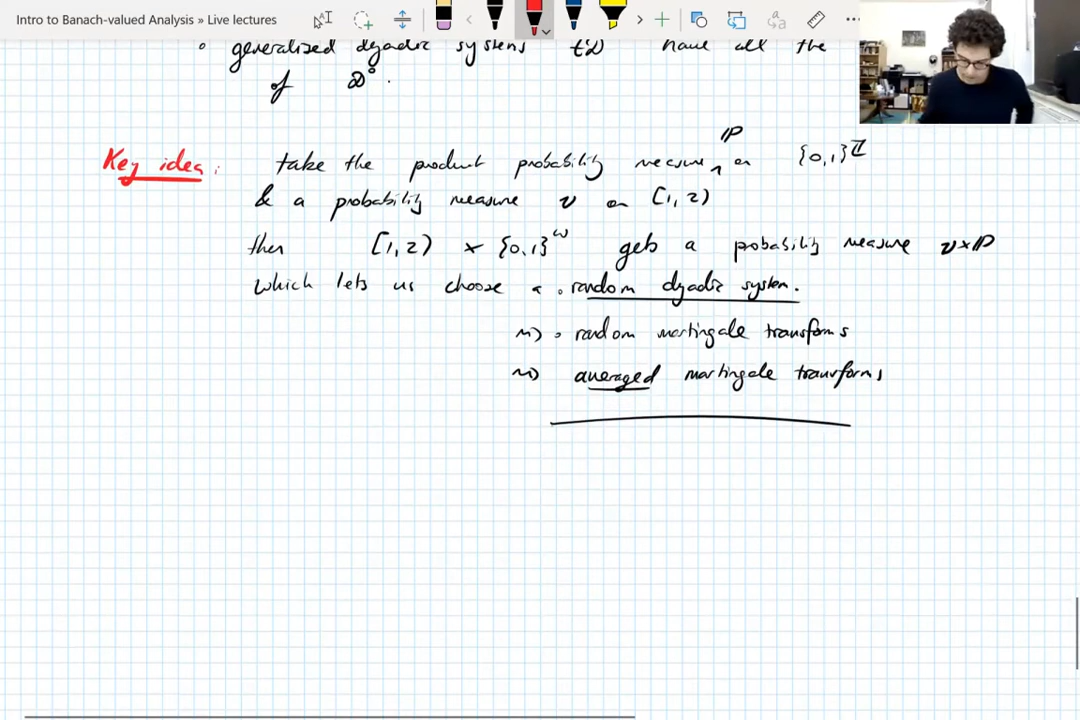 Intro to Banach-valued Analysis » Live lectures
generalized dyadic systems tD have all the
of D°.
Key idea: take the product probability measure P on {0,1}^ℤ
& a probability measure ν on [1,2)
then [1,2) × {0,1}^ω gets a probability measure ν×P
which lets us choose a random dyadic system.
⇝ random martingale transforms
⇝ averaged martingale transforms